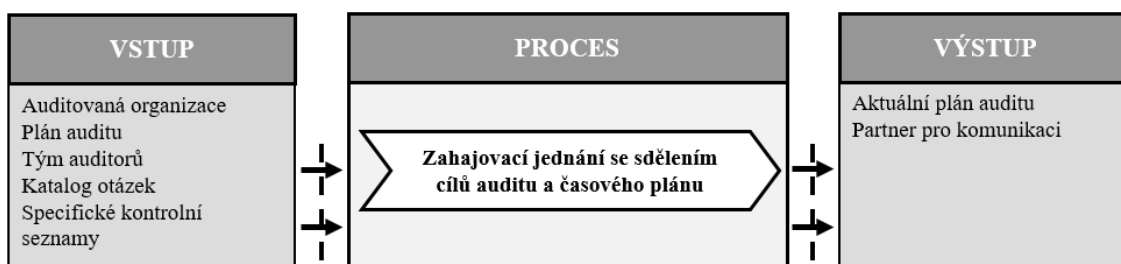 VSTUP
Auditovaná organizace
Plán auditu
Tým auditorů
Katalog otázek
Specifické kontrolní
seznamy
PROCES
Zahajovací jednání se sdělením
cílů auditu a časového plánu
VÝSTUP
Aktuální plán auditu
Partner pro komunikaci